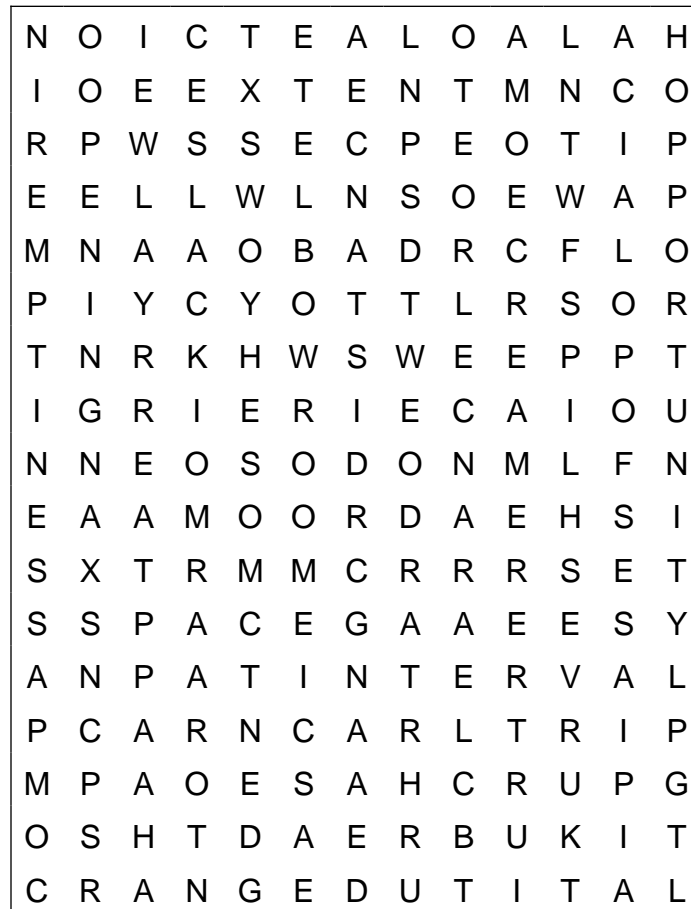 N O I C T E A L O A L A H
I O E E X T E N T M N C O
R P W S S E C P E O T I P
E E L L W L N S O E W A P
M N A A O B A D R C F L O
P I Y C Y O T T L R S O R
T N R K H W S W E E P P T
I G R I E R I E C A I O U
N N E O S O D O N M L F N
E A A M O O R D A E H S I
S X T R M M C R R R S E T
S S P A C E G A A E E S Y
A N P A T I N T E R V A L
P C A R N C A R L T R I P
M P A O E S A H C R U P G
O S H T D A E R B U K I T
C R A N G E D U T I T A L